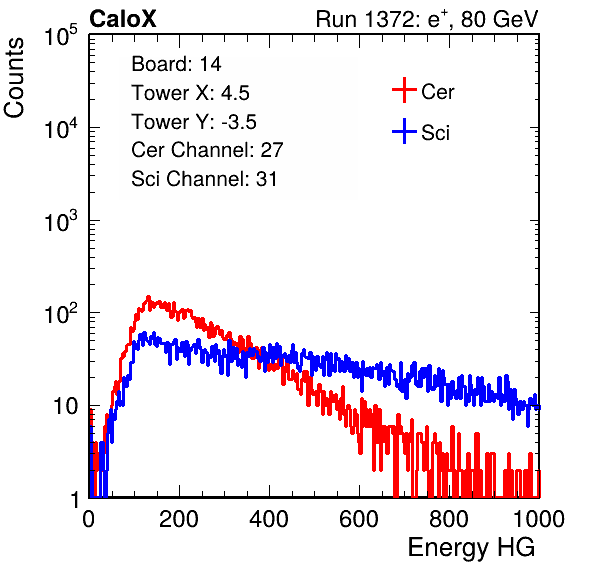 CaloX
Run 1372: e+, 80 GeV
Counts
10^5
10^4
10^3
10^2
10
1
Board: 14
Tower X: 4.5
Tower Y: -3.5
Cer Channel: 27
Sci Channel: 31
Cer
Sci
0 200 400 600 800 1000
Energy HG